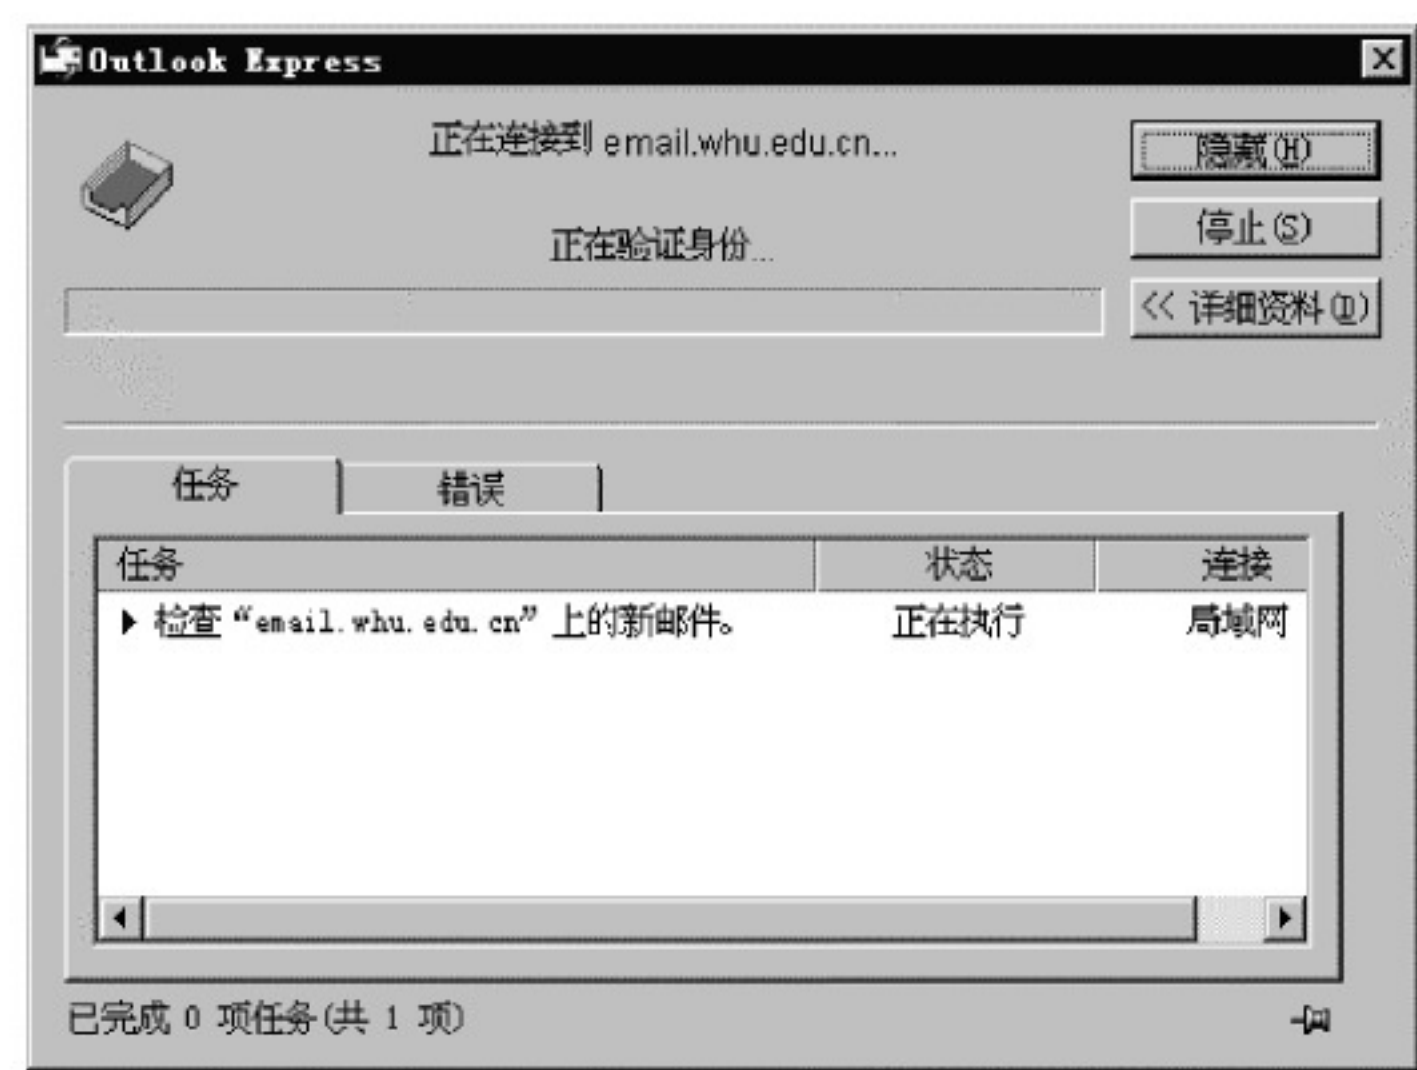 Outlook Express
正在连接到 email.whu.edu.cn...
隐藏(H)
正在验证身份...
停止(S)
<< 详细资料(D)
任务 错误
任务 状态 连接
检查“email.whu.edu.cn”上的新邮件。 正在执行 局域网
已完成 0 项任务(共 1 项)